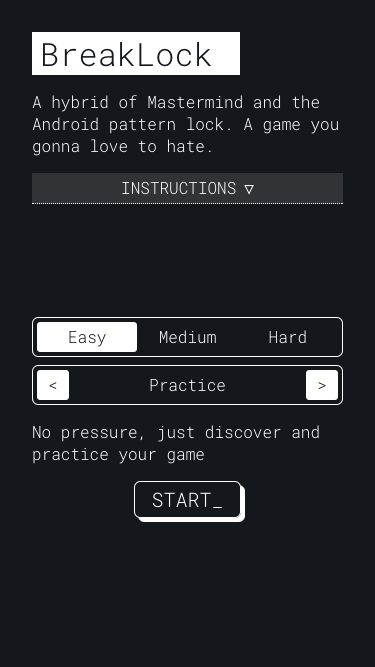 BreakLock
A hybrid of Mastermind and the
Android pattern lock. A game you
gonna love to hate.
INSTRUCTIONS ▽
Easy Medium Hard
< Practice >
No pressure, just discover and
practice your game
START_